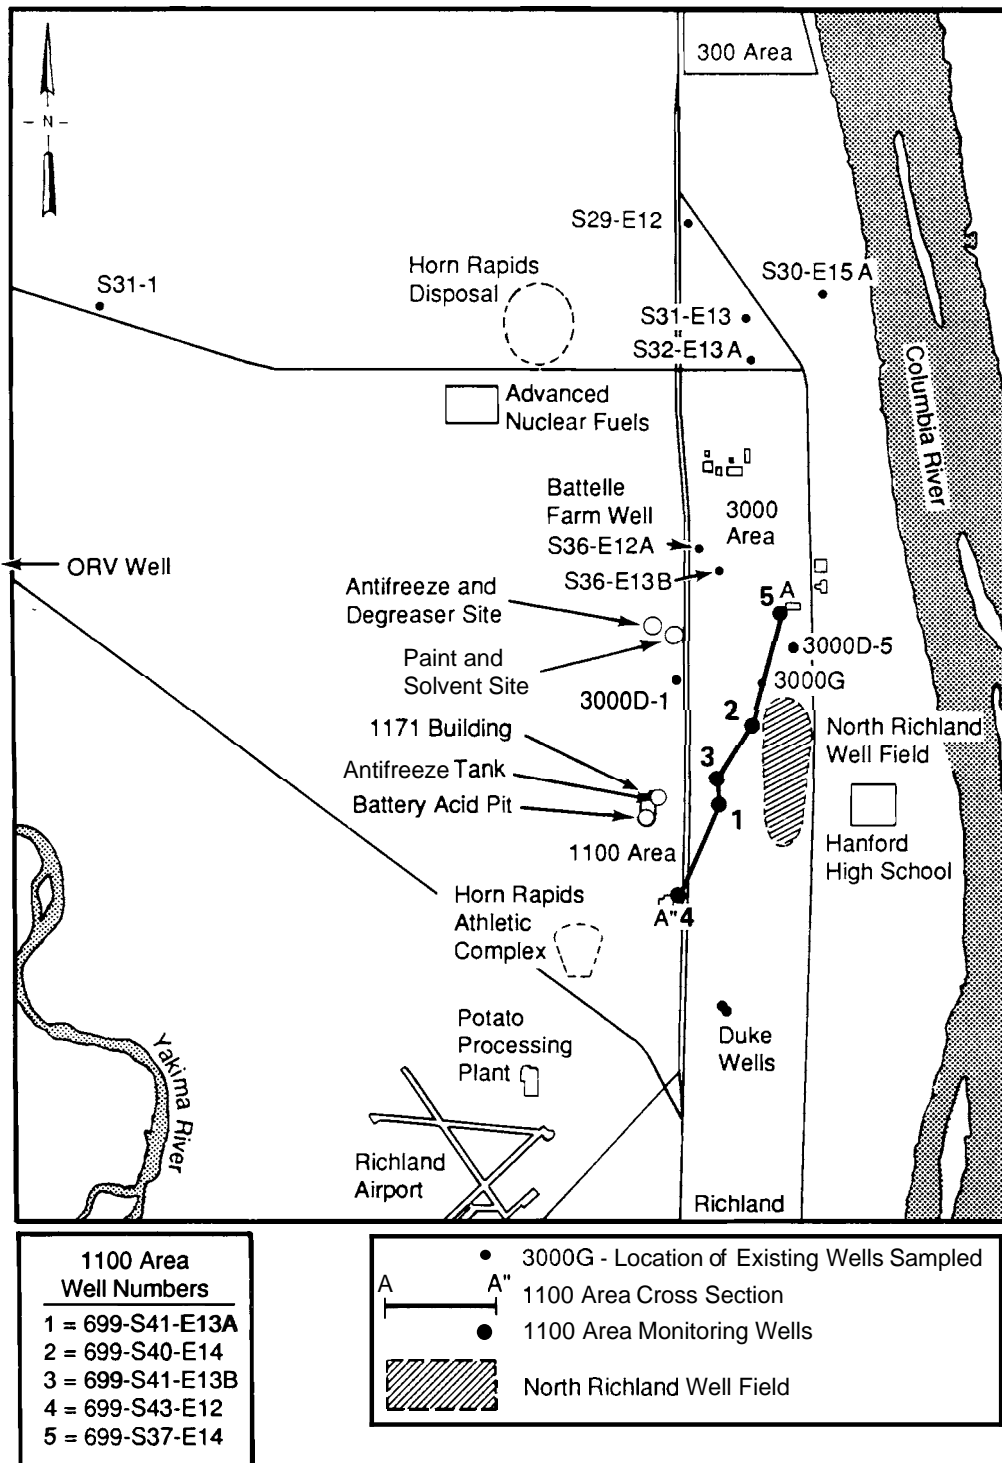 300 Area
N
S29-E12
Horn Rapids
Disposal
S30-E15 A
S31-1
S31-E13
S32-E13 A
Columbia River
Advanced
Nuclear Fuels
Battelle
Farm Well
3000
Area
S36-E12A
ORV Well
S36-E13B
Antifreeze and
Degreaser Site
5
A
Paint and
Solvent Site
3000D-5
3000D-1
3000G
2
1171 Building
North Richland
Well Field
3
Antifreeze Tank
Battery Acid Pit
1
1100 Area
Hanford
High School
Horn Rapids
Athletic
Complex
A"
4
Potato
Processing
Plant
Duke
Wells
Yakima River
Richland
Airport
Richland
1100 Area
Well Numbers
1 = 699-S41-E13A
2 = 699-S40-E14
3 = 699-S41-E13B
4 = 699-S43-E12
5 = 699-S37-E14
3000G - Location of Existing Wells Sampled
A A"
1100 Area Cross Section
1100 Area Monitoring Wells
North Richland Well Field